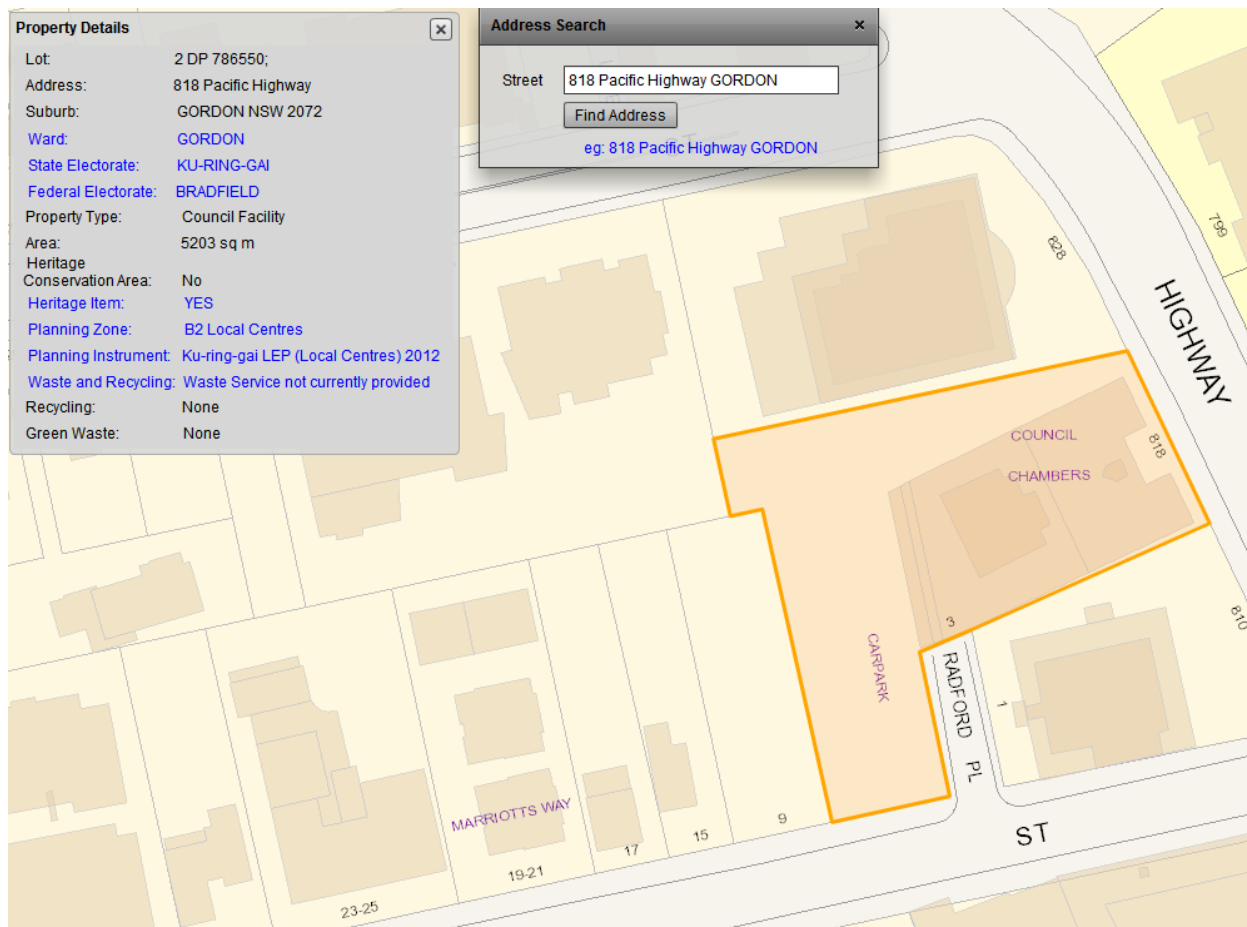 Property Details
Lot: 2 DP 786550;
Address: 818 Pacific Highway
Suburb: GORDON NSW 2072
Ward: GORDON
State Electorate: KU-RING-GAI
Federal Electorate: BRADFIELD
Property Type: Council Facility
Area: 5203 sq m
Heritage
Conservation Area: No
Heritage Item: YES
Planning Zone: B2 Local Centres
Planning Instrument: Ku-ring-gai LEP (Local Centres) 2012
Waste and Recycling: Waste Service not currently provided
Recycling: None
Green Waste: None
Address Search
Street 818 Pacific Highway GORDON
Find Address
eg: 818 Pacific Highway GORDON
ST
799
828
HIGHWAY
COUNCIL
CHAMBERS
818
810
3
CARPARK
RADFORD PL
1
MARRIOTTS WAY
9
15
17
19-21
23-25
ST